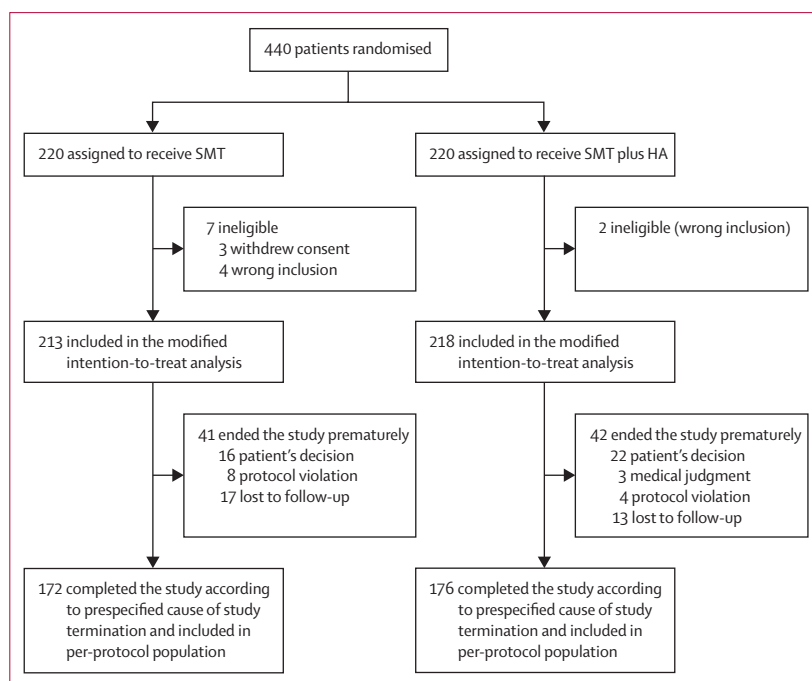 440 patients randomised
220 assigned to receive SMT
220 assigned to receive SMT plus HA
7 ineligible
3 withdrew consent
4 wrong inclusion
2 ineligible (wrong inclusion)
213 included in the modified
intention-to-treat analysis
218 included in the modified
intention-to-treat analysis
41 ended the study prematurely
16 patient's decision
8 protocol violation
17 lost to follow-up
42 ended the study prematurely
22 patient's decision
3 medical judgment
4 protocol violation
13 lost to follow-up
172 completed the study according
to prespecified cause of study
termination and included in
per-protocol population
176 completed the study according
to prespecified cause of study
termination and included in
per-protocol population